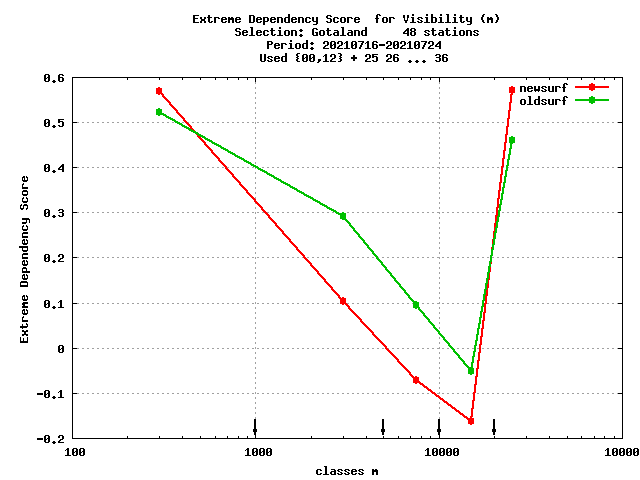 Extreme Dependency Score  for Visibility (m)
Selection: Gotaland     48 stations
Period: 20210716-20210724
Used {00,12} + 25 26 ... 36
newsurf
oldsurf
0.6
0.5
0.4
0.3
0.2
0.1
0
-0.1
-0.2
Extreme Dependency Score
100
1000
10000
10000
classes m